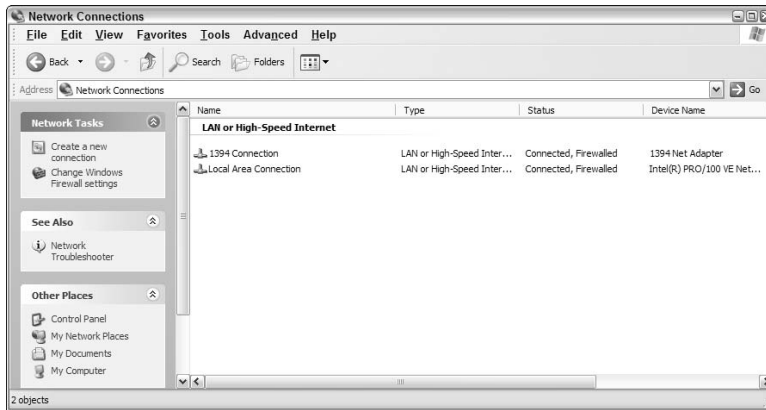 Network Connections
File Edit View Favorites Tools Advanced Help
Back Search Folders
Address Network Connections Go
Network Tasks
Create a new
connection
Change Windows
Firewall settings
See Also
Network
Troubleshooter
Other Places
Control Panel
My Network Places
My Documents
My Computer
Name Type Status Device Name
LAN or High-Speed Internet
1394 Connection LAN or High-Speed Inter... Connected, Firewalled 1394 Net Adapter
Local Area Connection LAN or High-Speed Inter... Connected, Firewalled Intel(R) PRO/100 VE Net...
2 objects